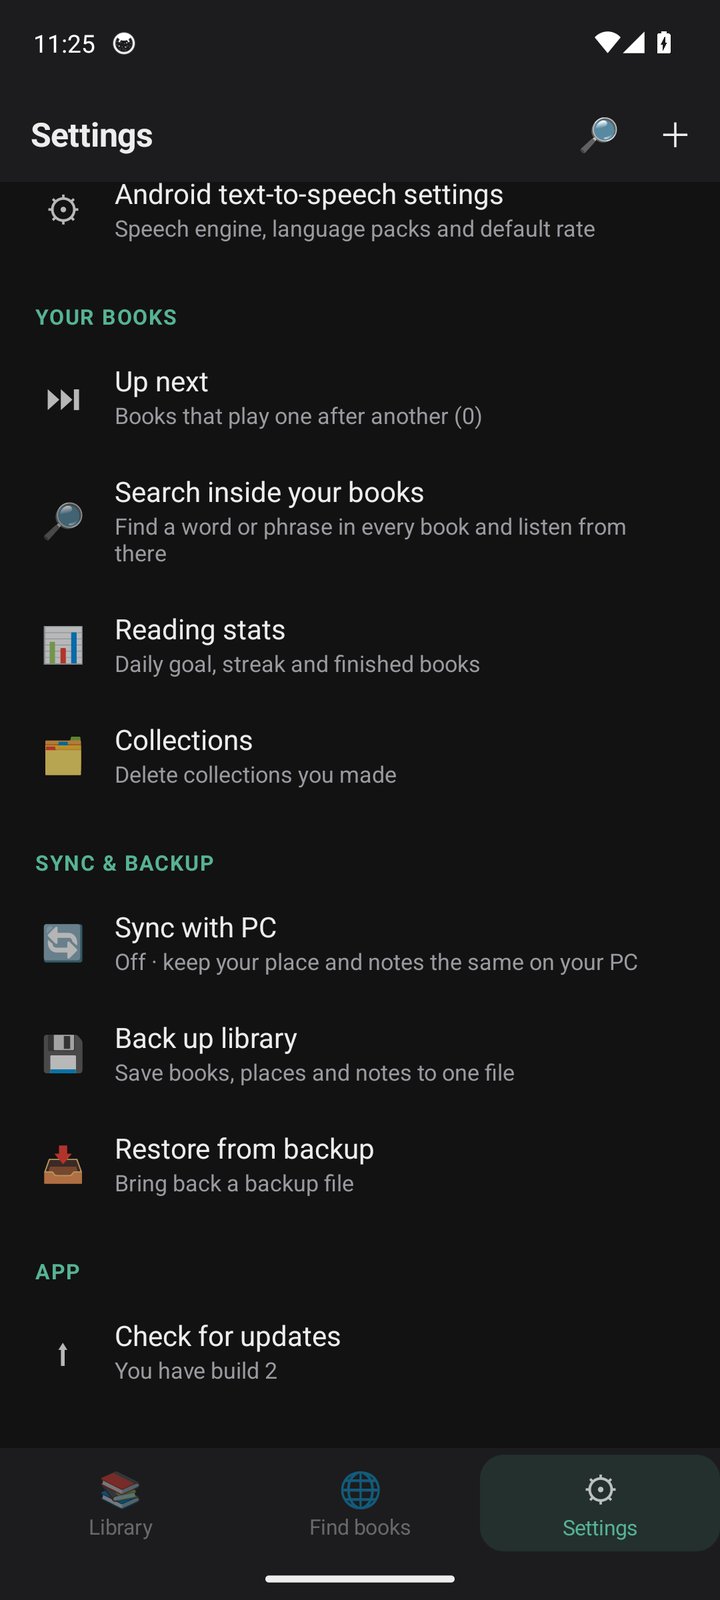 11:25
Settings
Android text-to-speech settings
Speech engine, language packs and default rate
YOUR BOOKS
Up next
Books that play one after another (0)
Search inside your books
Find a word or phrase in every book and listen from
there
Reading stats
Daily goal, streak and finished books
Collections
Delete collections you made
SYNC & BACKUP
Sync with PC
Off · keep your place and notes the same on your PC
Back up library
Save books, places and notes to one file
Restore from backup
Bring back a backup file
APP
Check for updates
You have build 2
Library
Find books
Settings